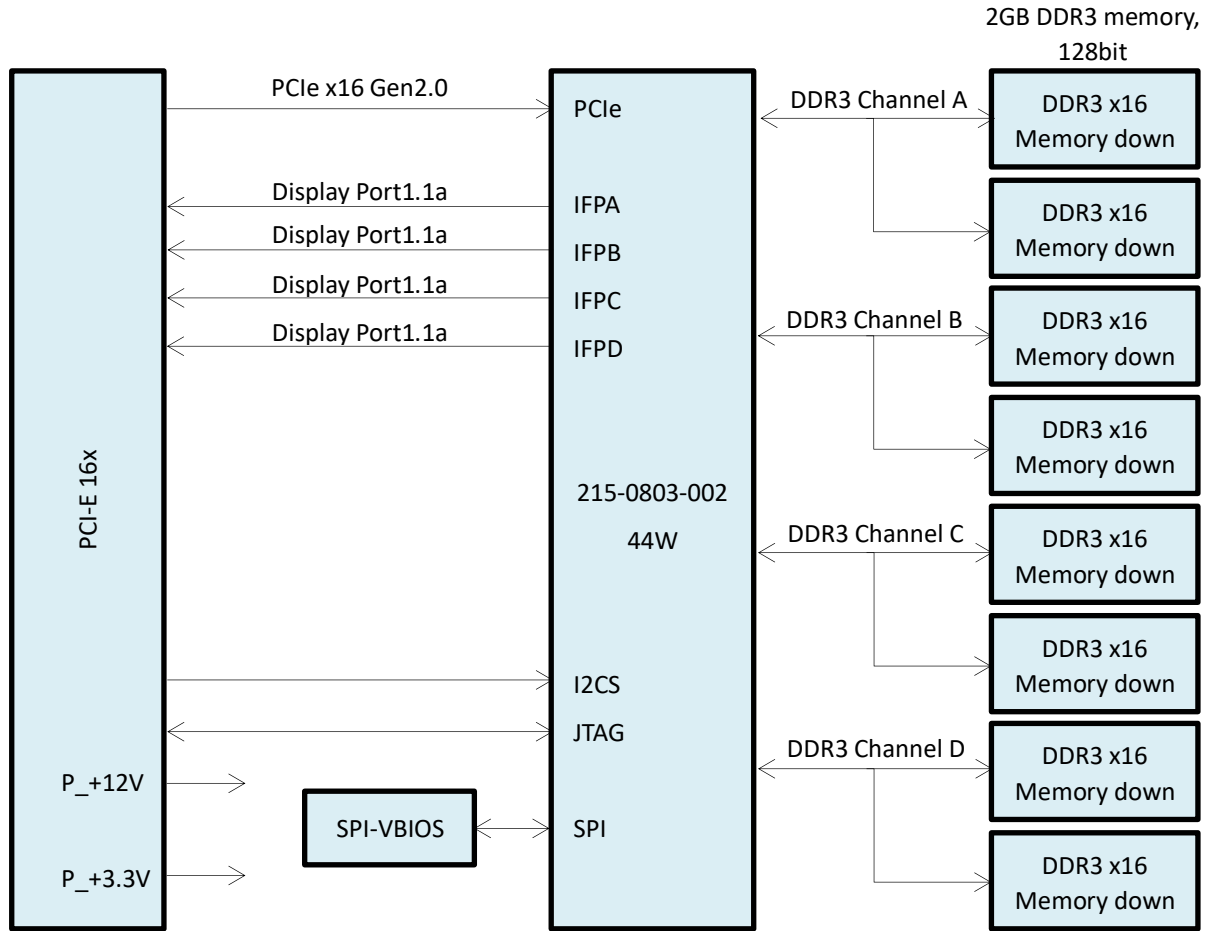 2GB DDR3 memory,
128bit
PCI-E 16x
P_+12V
P_+3.3V
PCIe x16 Gen2.0
Display Port1.1a
Display Port1.1a
Display Port1.1a
Display Port1.1a
SPI-VBIOS
PCIe
IFPA
IFPB
IFPC
IFPD
215-0803-002
44W
I2CS
JTAG
SPI
DDR3 Channel A
DDR3 x16
Memory down
DDR3 x16
Memory down
DDR3 Channel B
DDR3 x16
Memory down
DDR3 x16
Memory down
DDR3 Channel C
DDR3 x16
Memory down
DDR3 x16
Memory down
DDR3 Channel D
DDR3 x16
Memory down
DDR3 x16
Memory down